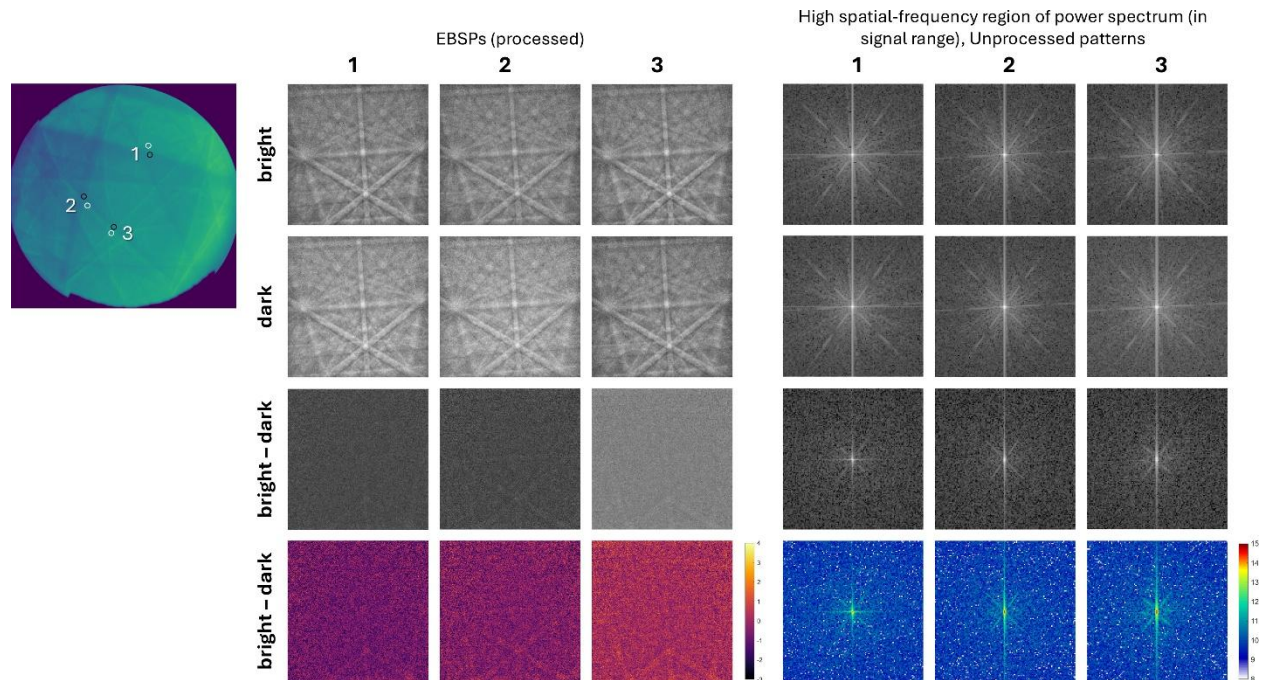 EBSPs (processed)
High spatial-frequency region of power spectrum (in
signal range), Unprocessed patterns
1 2 3
1 2 3
bright
dark
bright – dark
bright – dark
1
2
3
4
3
2
1
0
-1
-2
-3
15
14
13
12
11
10
9
8